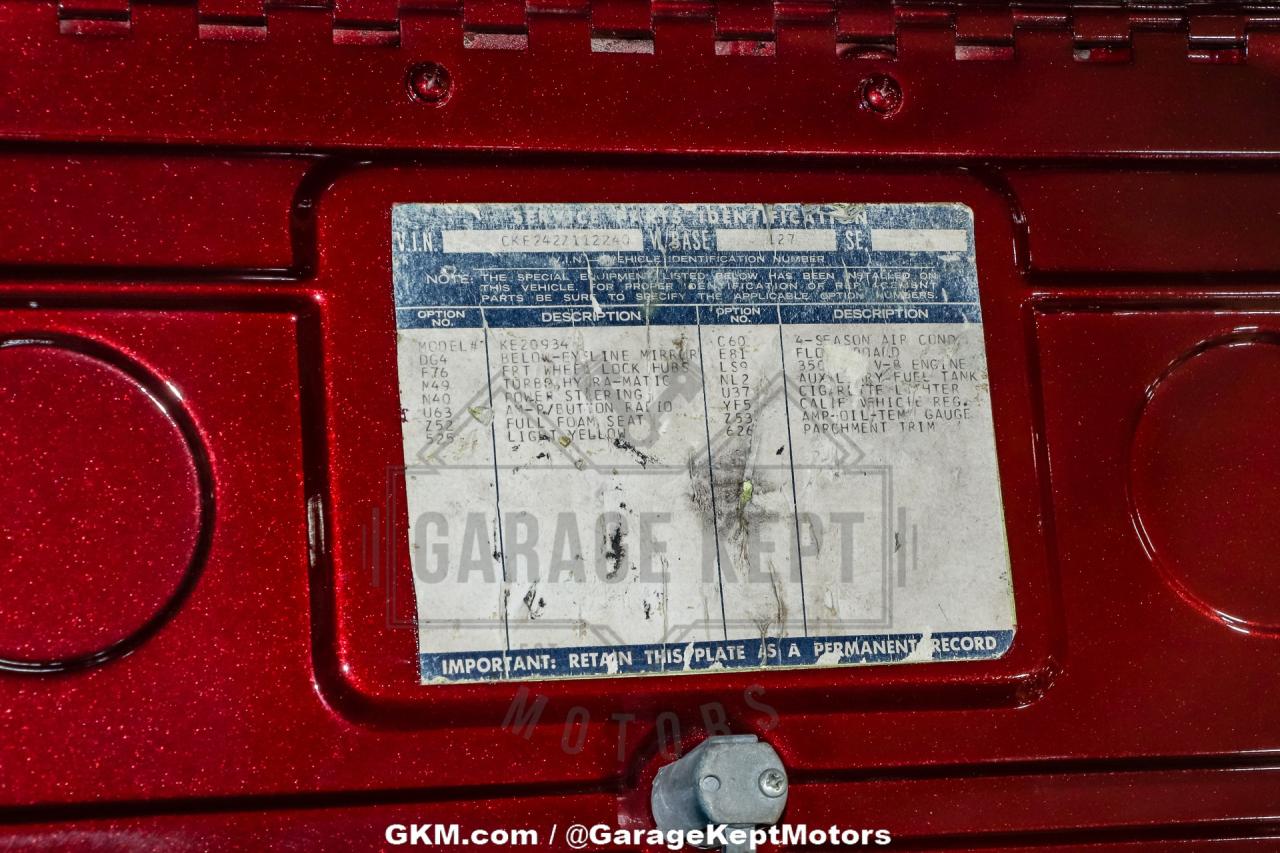 SERVICE PARTS IDENTIFICATION
V.I.N. CKE242Z112240 W/BASE 127 SE.
V.I.N.—VEHICLE IDENTIFICATION NUMBER
NOTE: THE SPECIAL EQUIPMENT LISTED BELOW HAS BEEN INSTALLED ON
THIS VEHICLE. FOR PROPER IDENTIFICATION OF REPLACEMENT
PARTS BE SURE TO SPECIFY THE APPLICABLE OPTION NUMBERS.
OPTION NO. DESCRIPTION OPTION NO. DESCRIPTION
MODEL# KE20934 C60 4-SEASON AIR COND.
DG4 BELOW-EYELINE MIRROR E81
F76 FRT WHEEL LOCK HUBS LS9 350 V-8 ENGINE
M49 TURBO HYDRA-MATIC NL2 AUXILIARY FUEL TANK
N40 POWER STEERING U37 CIGARETTE LIGHTER
U63 AM-P/BUTTON RADIO YF5 CALIF VEHICLE REG.
Z52 FULL FOAM SEAT Z53 AMP-OIL-TEM GAUGE
525 LIGHT YELLOW 626 PARCHMENT TRIM
GARAGE KEPT
IMPORTANT: RETAIN THIS PLATE AS A PERMANENT RECORD
MOTORS
GKM.com / @GarageKeptMotors